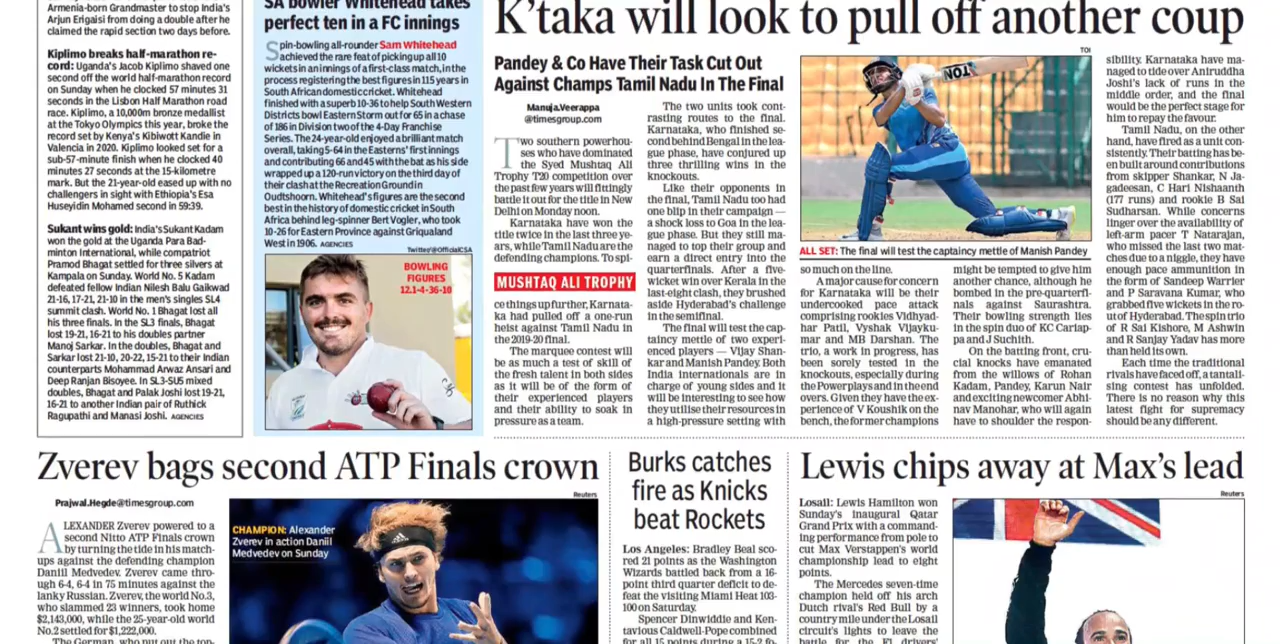 Armenia-born Grandmaster to stop India's
Arjun Erigaisi from doing a double after he
claimed the rapid section two days before.
Kiplimo breaks half-marathon re-
cord: Uganda's Jacob Kiplimo shaved one
second off the world half-marathon record
on Sunday when he clocked 57 minutes 31
seconds in the Lisbon Half Marathon road
race. Kiplimo, a 10,000m bronze medallist
at the Tokyo Olympics this year, broke the
record set by Kenya's Kibiwott Kandie in
Valencia in 2020. Kiplimo looked set for a
sub-57-minute finish when he clocked 40
minutes 27 seconds at the 15-kilometre
mark. But the 21-year-old eased up with no
challengers in sight with Ethiopia's Esa
Huseyidin Mohamed second in 59:39.
Sukant wins gold: India's Sukant Kadam
won the gold at the Uganda Para Bad-
minton International, while compatriot
Pramod Bhagat settled for three silvers at
Kampala on Sunday. World No. 5 Kadam
defeated fellow Indian Nilesh Balu Gaikwad
21-16, 17-21, 21-10 in the men's singles SL4
summit clash. World No. 1 Bhagat lost all
his three finals. In the SL3 finals, Bhagat
lost 19-21, 16-21 to his doubles partner
Manoj Sarkar. In the doubles, Bhagat and
Sarkar lost 21-10, 20-22, 15-21 to their Indian
counterparts Mohammad Arwaz Ansari and
Deep Ranjan Bisoyee. In SL3-SU5 mixed
doubles, Bhagat and Palak Joshi lost 19-21,
16-21 to another Indian pair of Ruthick
Ragupathi and Manasi Joshi. AGENCIES
SA bowler Whitehead takes
perfect ten in a FC innings
Spin-bowling all-rounder Sam Whitehead
achieved the rare feat of picking up all 10
wickets in an innings of a first-class match, in the
process registering the best figures in 115 years in
South African domestic cricket. Whitehead
finished with a superb 10-36 to help South Western
Districts bowl Eastern Storm out for 65 in a chase
of 186 in Division two of the 4-Day Franchise
Series. The 24-year-old enjoyed a brilliant match
overall, taking 5-64 in the Easterns' first innings
and contributing 66 and 45 with the bat as his side
wrapped up a 120-run victory on the third day of
their clash at the Recreation Ground in
Oudtshoorn. Whitehead's figures are the second
best in the history of domestic cricket in South
Africa behind leg-spinner Bert Vogler, who took
10-26 for Eastern Province against Griqualand
West in 1906. AGENCIES
Twitter/@OfficialCSA
BOWLING
FIGURES
12.1-4-36-10
K'taka will look to pull off another coup
Pandey & Co Have Their Task Cut Out
Against Champs Tamil Nadu In The Final
Manuja.Veerappa
@timesgroup.com
Two southern powerhou-
ses who have dominated
the Syed Mushtaq Ali
Trophy T20 competition over
the past few years will fittingly
battle it out for the title in New
Delhi on Monday noon.
Karnataka have won the
title twice in the last three ye-
ars, while Tamil Nadu are the
defending champions. To spi-
MUSHTAQ ALI TROPHY
ce things up further, Karnata-
ka had pulled off a one-run
heist against Tamil Nadu in
the 2019-20 final.
The marquee contest will
be as much a test of skill of
the fresh talent in both sides
as it will be of the form of
their experienced players
and their ability to soak in
pressure as a team.
The two units took cont-
rasting routes to the final.
Karnataka, who finished se-
cond behind Bengal in the le-
ague phase, have conjured up
three thrilling wins in the
knockouts.
Like their opponents in
the final, Tamil Nadu too had
one blip in their campaign —
a shock loss to Goa in the lea-
gue phase. But they still ma-
naged to top their group and
earn a direct entry into the
quarterfinals. After a five-
wicket win over Kerala in the
last-eight clash, they brushed
aside Hyderabad's challenge
in the semifinal.
The final will test the cap-
taincy mettle of two experi-
enced players — Vijay Shan-
kar and Manish Pandey. Both
India internationals are in
charge of young sides and it
will be interesting to see how
they utilise their resources in
a high-pressure setting with
TOI
NO1
ALL SET: The final will test the captaincy mettle of Manish Pandey
so much on the line.
A major cause for concern
for Karnataka will be their
undercooked pace attack
comprising rookies Vidhyad-
har Patil, Vyshak Vijayku-
mar and MB Darshan. The
trio, a work in progress, has
been sorely tested in the
knockouts, especially during
the Powerplays and in the end
overs. Given they have the ex-
perience of V Koushik on the
bench, the former champions
might be tempted to give him
another chance, although he
bombed in the pre-quarterfi-
nals against Saurashtra.
Their bowling strength lies
in the spin duo of KC Cariap-
pa and J Suchith.
On the batting front, cru-
cial knocks have emanated
from the willows of Rohan
Kadam, Pandey, Karun Nair
and exciting newcomer Abhi-
nav Manohar, who will again
have to shoulder the respon-
sibility. Karnataka have ma-
naged to tide over Aniruddha
Joshi's lack of runs in the
middle order, and the final
would be the perfect stage for
him to repay the favour.
Tamil Nadu, on the other
hand, have fired as a unit con-
sistently. Their batting has be-
en built around contributions
from skipper Shankar, N Ja-
gadeesan, C Hari Nishaanth
(177 runs) and rookie B Sai
Sudharsan. While concerns
linger over the availability of
left-arm pacer T Natarajan,
who missed the last two mat-
ches due to a niggle, they have
enough pace ammunition in
the form of Sandeep Warrier
and P Saravana Kumar, who
grabbed five wickets in the ro-
ut of Hyderabad. The spin trio
of R Sai Kishore, M Ashwin
and R Sanjay Yadav has more
than held its own.
Each time the traditional
rivals have faced off, a tantali-
sing contest has unfolded.
There is no reason why this
latest fight for supremacy
should be any different.
Zverev bags second ATP Finals crown
Prajwal.Hegde@timesgroup.com
ALEXANDER Zverev powered to a
second Nitto ATP Finals crown
by turning the tide in his match-
ups against the defending champion
Daniil Medvedev. Zverev came thro-
ugh 6-4, 6-4 in 75 minutes against the
lanky Russian. Zverev, the world No.3,
who slammed 23 winners, took home
$2,143,000, while the 25-year-old world
No.2 settled for $1,222,000.
The German, who put out the top-
Reuters
CHAMPION: Alexander
Zverev in action Daniil
Medvedev on Sunday
Burks catches
fire as Knicks
beat Rockets
Los Angeles: Bradley Beal sco-
red 21 points as the Washington
Wizards battled back from a 16-
point third quarter deficit to de-
feat the visiting Miami Heat 103-
100 on Saturday.
Spencer Dinwiddie and Ken-
tavious Caldwell-Pope combined
for all 15 points during a 15-2 fo-
Lewis chips away at Max's lead
Reuters
Losail: Lewis Hamilton won
Sunday's inaugural Qatar
Grand Prix with a command-
ing performance from pole to
cut Max Verstappen's world
championship lead to eight
points.
The Mercedes seven-time
champion held off his arch
Dutch rival's Red Bull by a
country mile under the Losail
circuit's lights to leave the
battle for the F1 drivers'